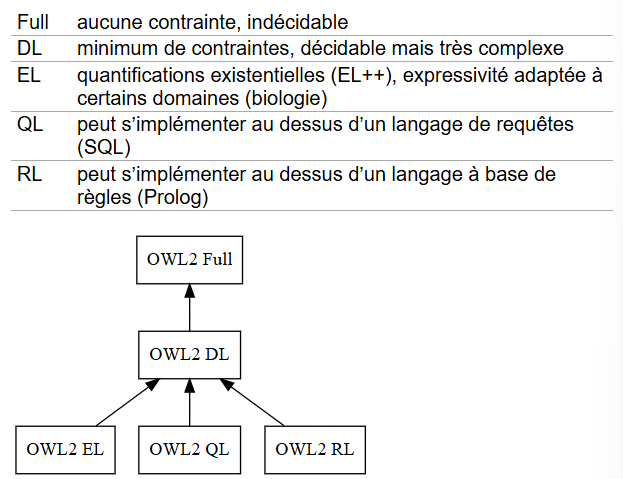 Full aucune contrainte, indécidable
DL minimum de contraintes, décidable mais très complexe
EL quantifications existentielles (EL++), expressivité adaptée à
certains domaines (biologie)
QL peut s’implémenter au dessus d’un langage de requêtes
(SQL)
RL peut s’implémenter au dessus d’un langage à base de
règles (Prolog)
OWL2 Full
OWL2 DL
OWL2 EL
OWL2 QL
OWL2 RL